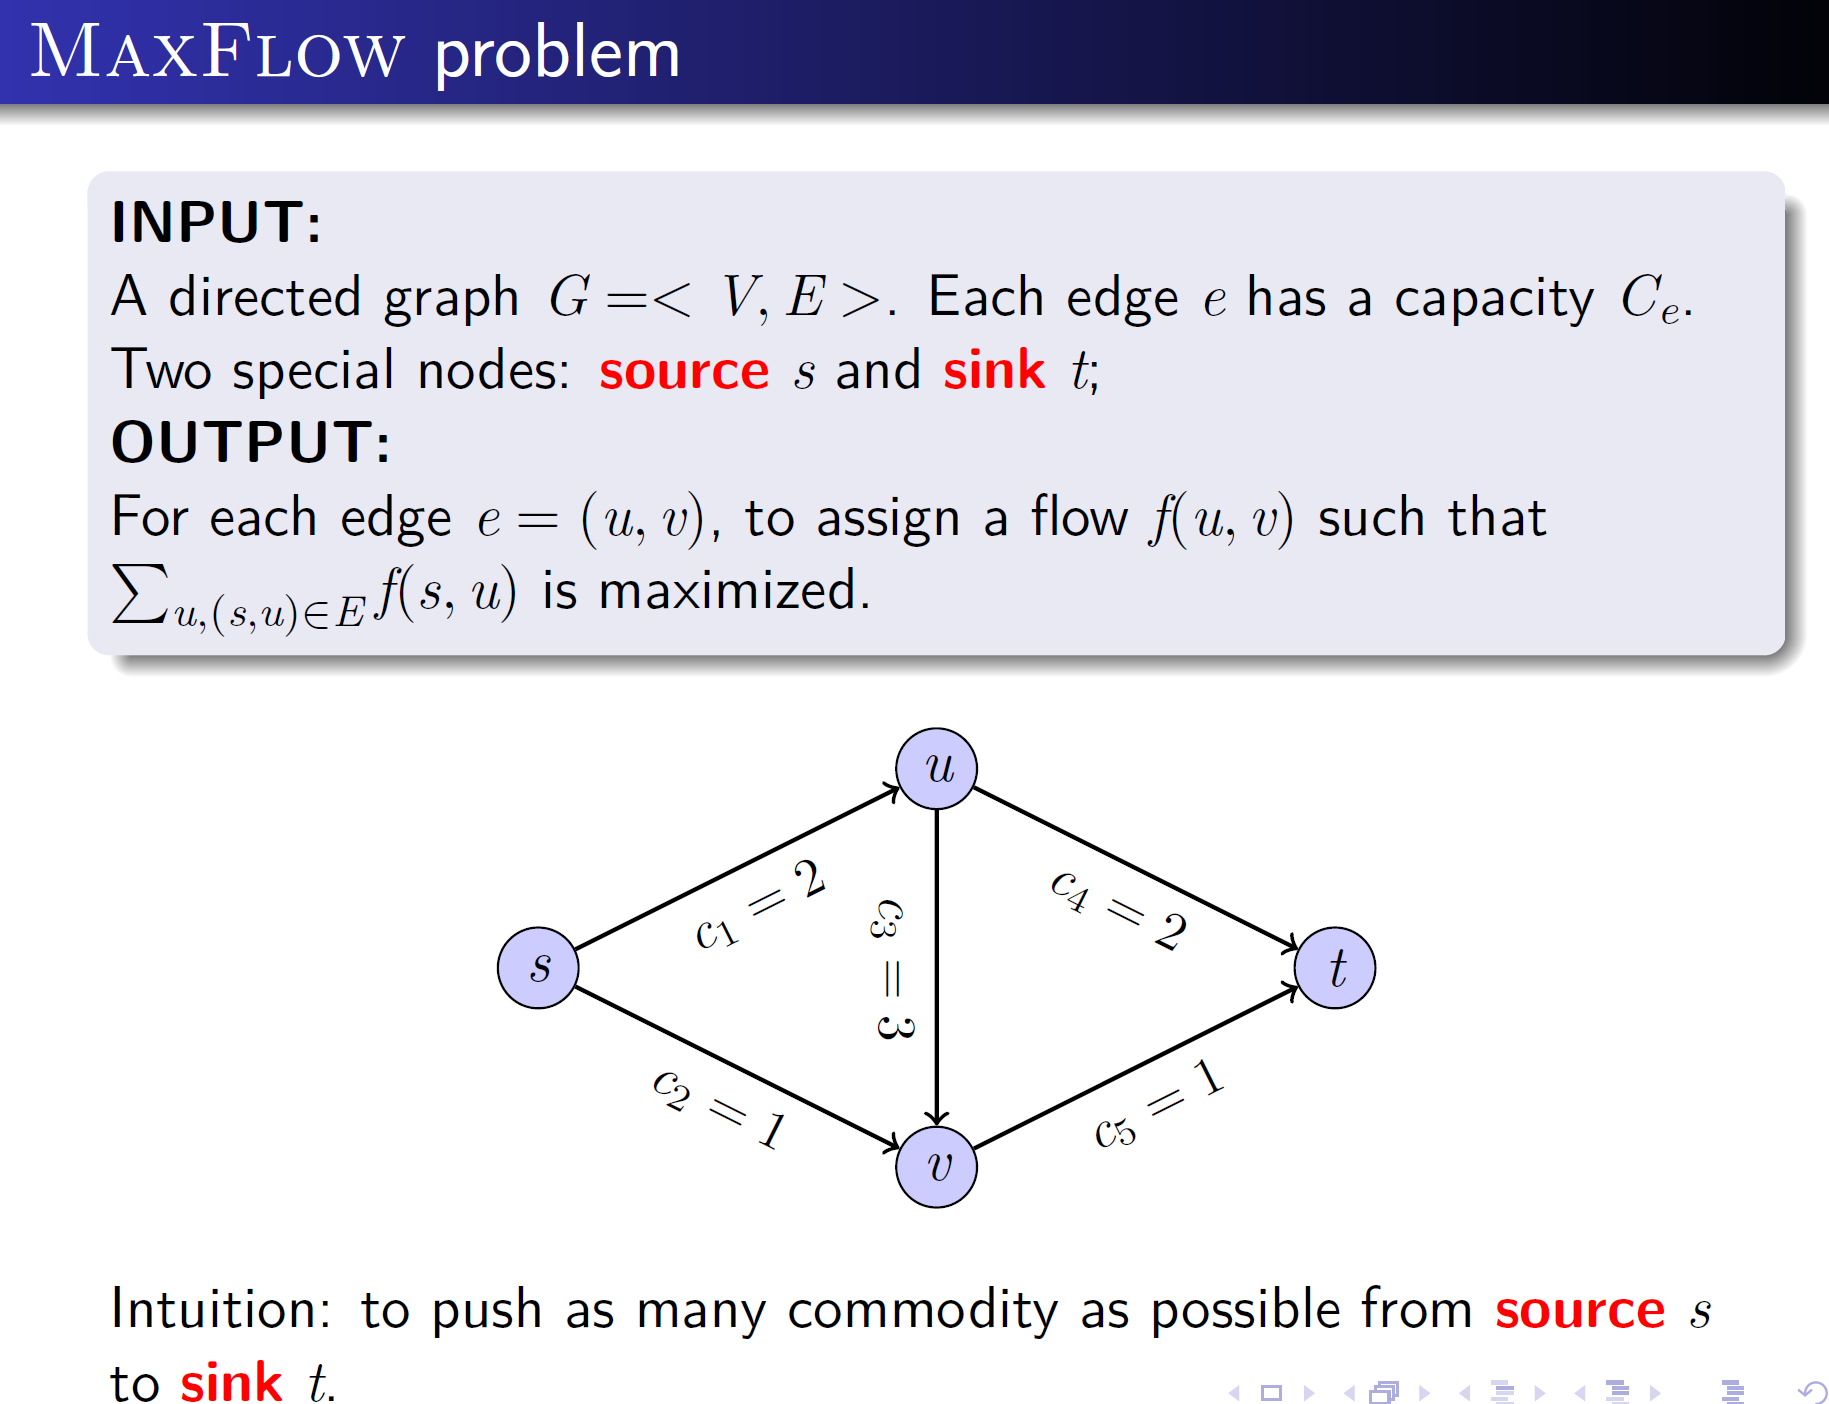 MAXFLOW problem
INPUT:
A directed graph G =< V, E >. Each edge e has a capacity C_e.
Two special nodes: source s and sink t;
OUTPUT:
For each edge e = (u, v), to assign a flow f(u, v) such that
∑_{u,(s,u)∈E} f(s, u) is maximized.
u
c_1 = 2
c_4 = 2
c_3 = 3
s
t
c_2 = 1
c_5 = 1
v
Intuition: to push as many commodity as possible from source s
to sink t.